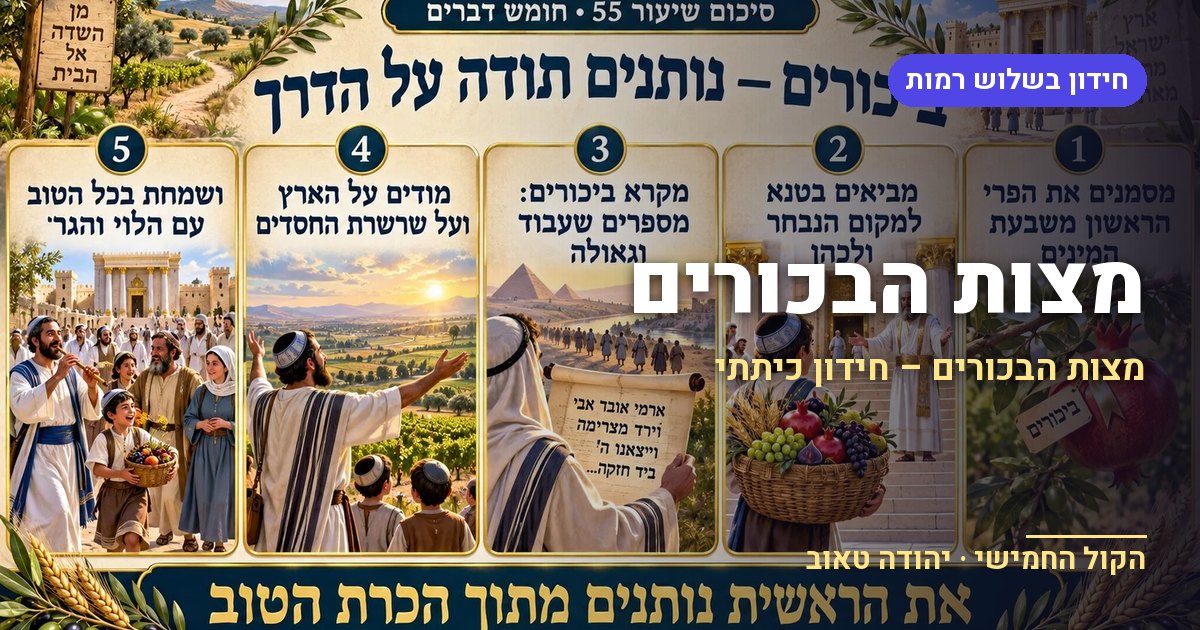 סיכום שיעור 55 • חומש דברים
חידון בשלוש רמות
ביכורים – נותנים תודה על הדרך
מן
השדה
אל
הבית
ארץ
ישראל
1
מסמנים את הפרי
הראשון משבעת
המינים
ביכורים
2
מביאים בטנא
למקום הנבחר
ולכהן
3
מקרא ביכורים:
מספרים שעבוד
וגאולה
ארמי אובד אבי
וירד מצרימה
וייצאנו ה'
ביד חזקה...
4
מודים על הארץ
ועל שרשרת החסדים
5
ושמחת בכל הטוב
עם הלוי והגר
מצות הבכורים
מצות הבכורים – חידון כיתתי
הקול החמישי · יהודה טאוב
את הראשית נותנים מתוך הכרת הטוב